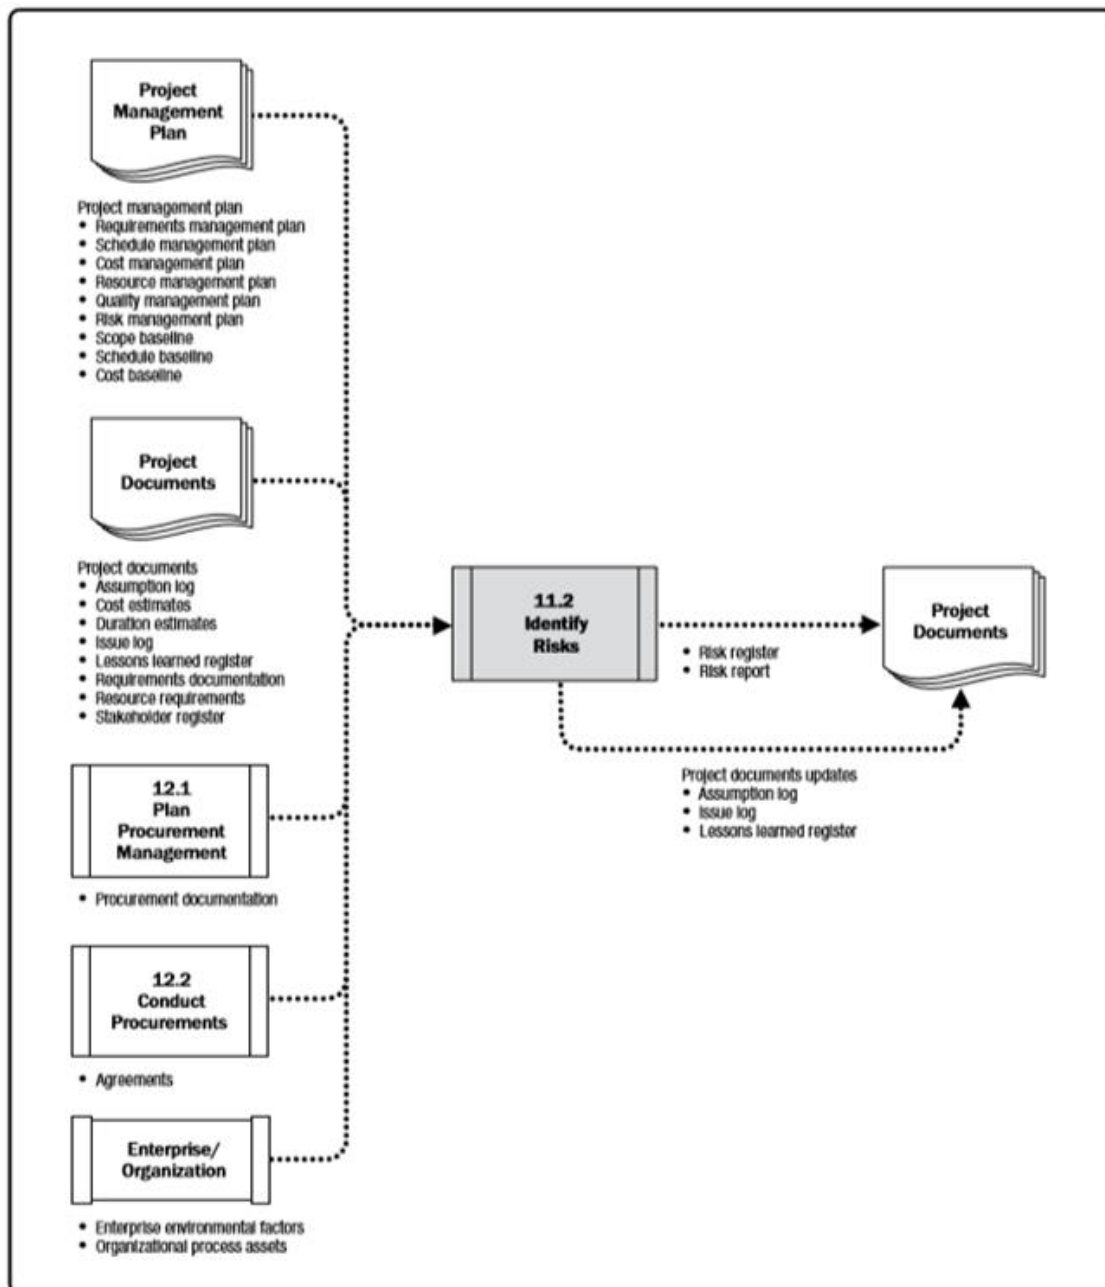 Project
Management
Plan
Project management plan
• Requirements management plan
• Schedule management plan
• Cost management plan
• Resource management plan
• Quality management plan
• Risk management plan
• Scope baseline
• Schedule baseline
• Cost baseline
Project
Documents
Project documents
• Assumption log
• Cost estimates
• Duration estimates
• Issue log
• Lessons learned register
• Requirements documentation
• Resource requirements
• Stakeholder register
12.1
Plan
Procurement
Management
• Procurement documentation
12.2
Conduct
Procurements
• Agreements
Enterprise/
Organization
• Enterprise environmental factors
• Organizational process assets
11.2
Identify
Risks
• Risk register
• Risk report
Project
Documents
Project documents updates
• Assumption log
• Issue log
• Lessons learned register